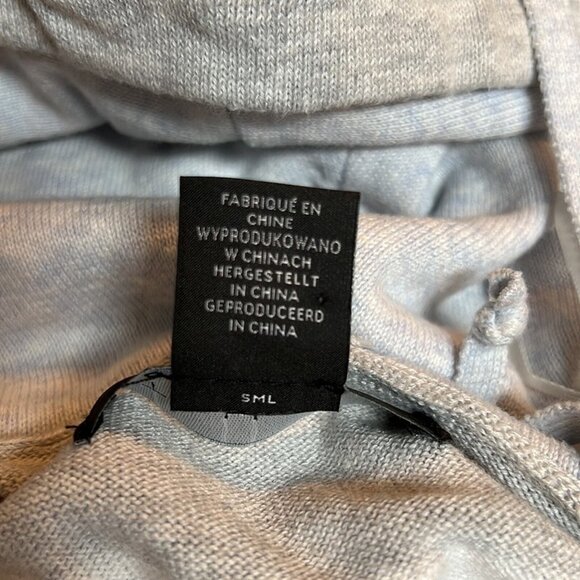 FABRIQUÉ EN
CHINE
WYPRODUKOWANO
W CHINACH
HERGESTELLT
IN CHINA
GEPRODUCEERD
IN CHINA
SML